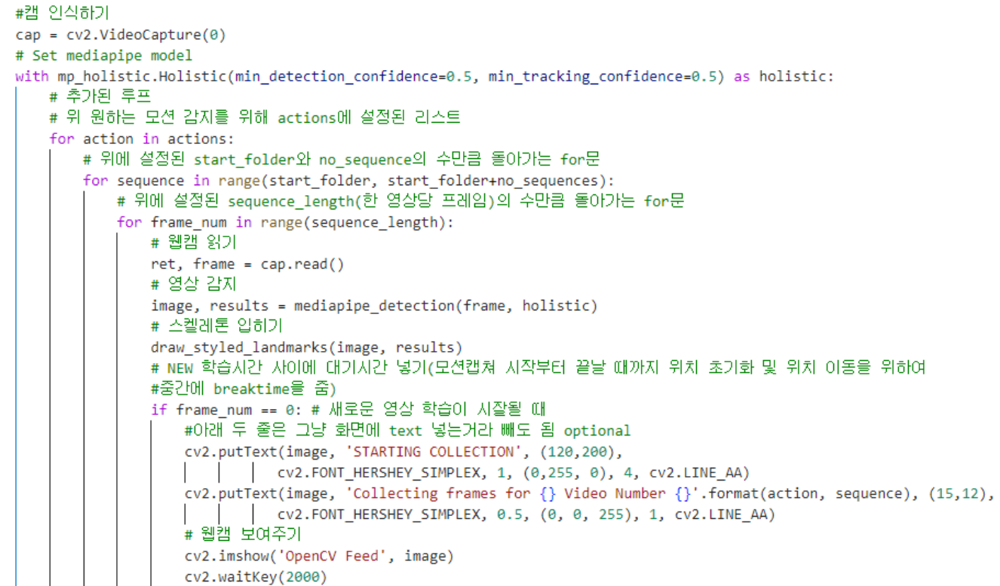 #캠 인식하기
cap = cv2.VideoCapture(0)
# Set mediapipe model
with mp_holistic.Holistic(min_detection_confidence=0.5, min_tracking_confidence=0.5) as holistic:
# 추가된 루프
# 위 원하는 모션 감지를 위해 actions에 설정된 리스트
for action in actions:
# 위에 설정된 start_folder와 no_sequence의 수만큼 돌아가는 for문
for sequence in range(start_folder, start_folder+no_sequences):
# 위에 설정된 sequence_length(한 영상당 프레임)의 수만큼 돌아가는 for문
for frame_num in range(sequence_length):
# 웹캠 읽기
ret, frame = cap.read()
# 영상 감지
image, results = mediapipe_detection(frame, holistic)
# 스켈레톤 입히기
draw_styled_landmarks(image, results)
# NEW 학습시간 사이에 대기시간 넣기(모션캡쳐 시작부터 끝날 때까지 위치 초기화 및 위치 이동을 위하여
#중간에 breaktime을 줌)
if frame_num == 0: # 새로운 영상 학습이 시잘될 때
#아래 두 줄은 그냥 화면에 text 넣는거라 빼도 됨 optional
cv2.putText(image, 'STARTING COLLECTION', (120,200),
cv2.FONT_HERSHEY_SIMPLEX, 1, (0,255, 0), 4, cv2.LINE_AA)
cv2.putText(image, 'Collecting frames for {} Video Number {}'.format(action, sequence), (15,12),
cv2.FONT_HERSHEY_SIMPLEX, 0.5, (0, 0, 255), 1, cv2.LINE_AA)
# 웹캠 보여주기
cv2.imshow('OpenCV Feed', image)
cv2.waitKey(2000)